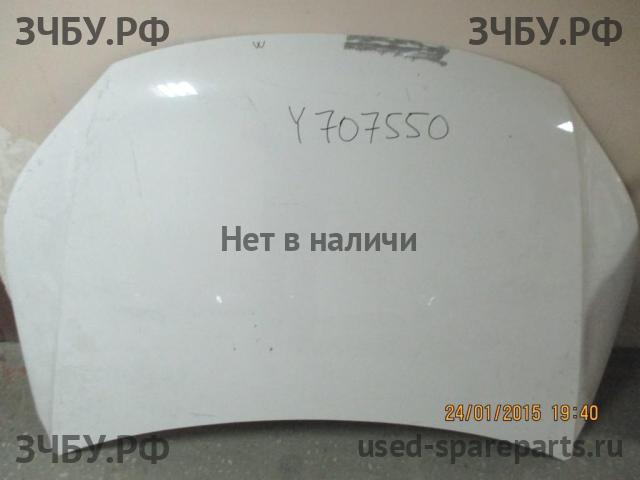 ЗЧБУ.РФ
ЗЧБУ.РФ
w
Y707550
Нет в наличи
24/01/2015 19:40
ЗЧБУ.РФ
used-spareparts.ru